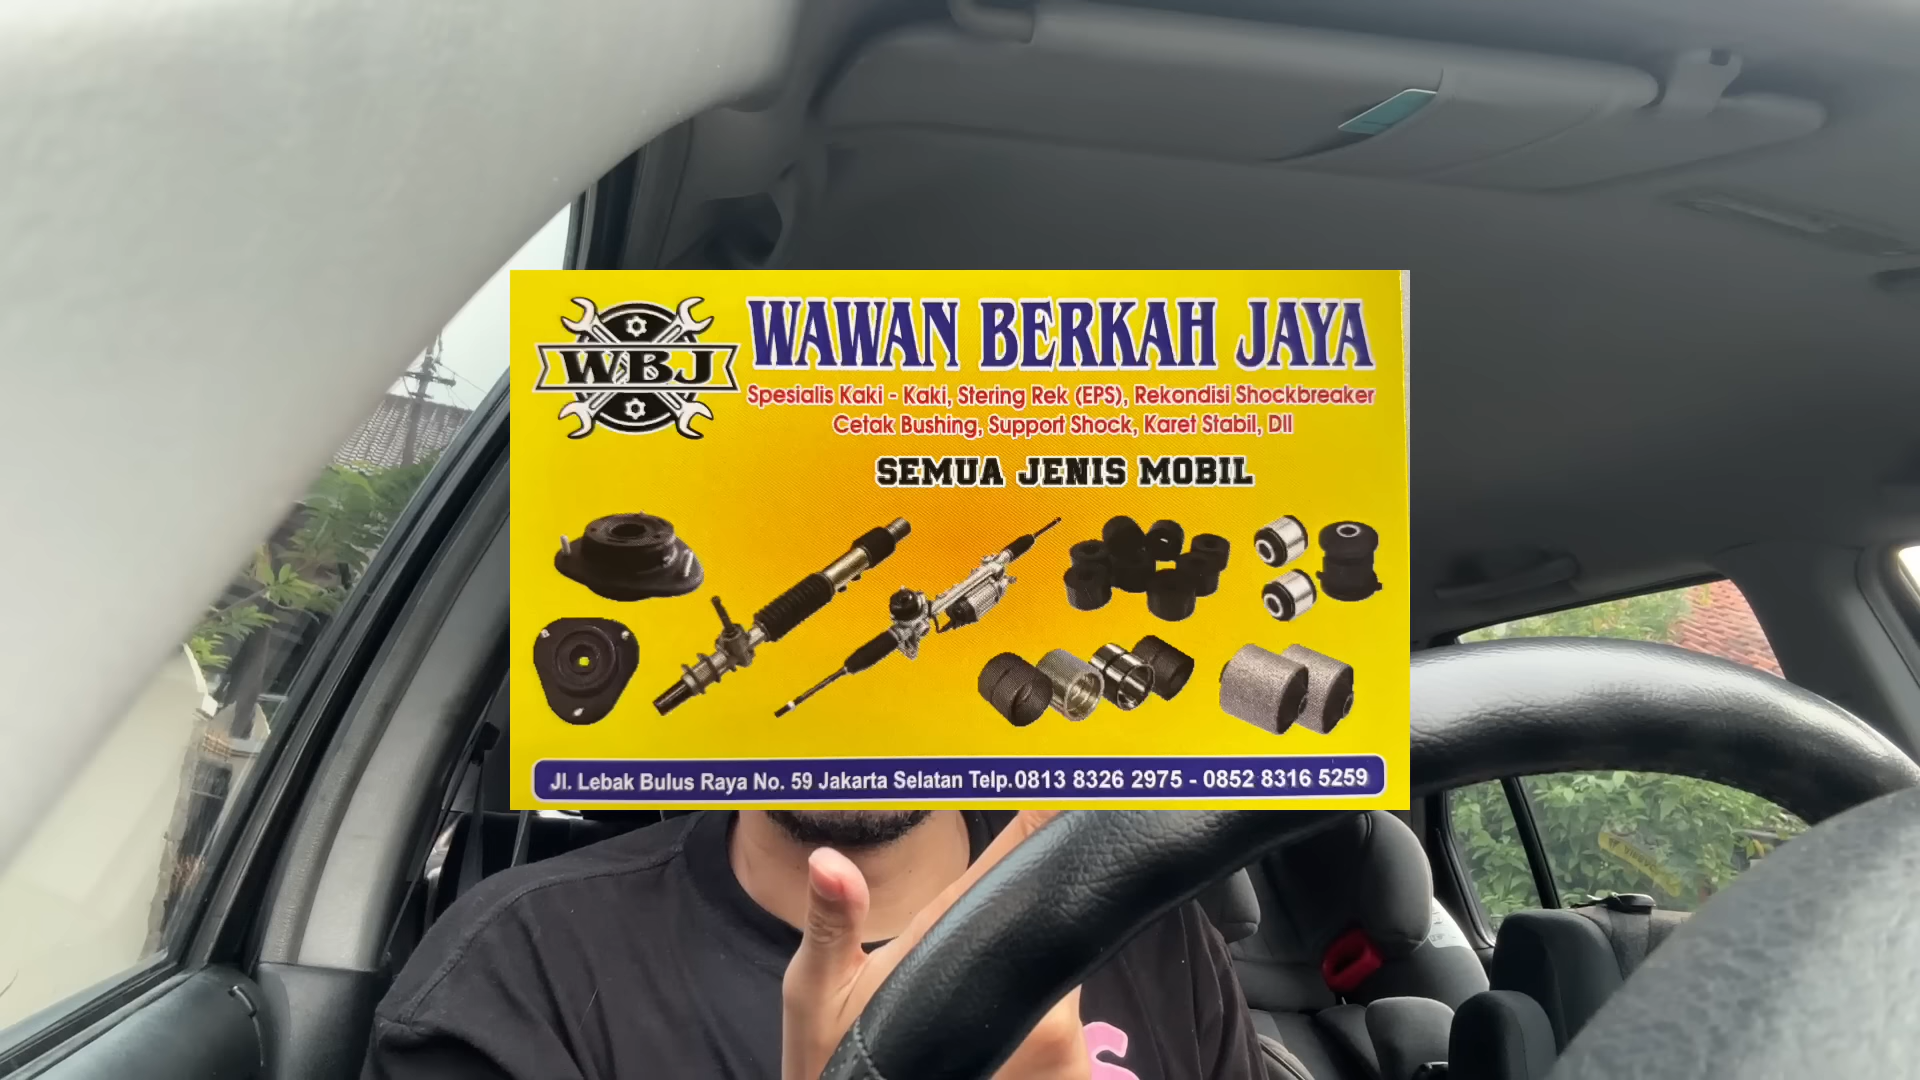 WBJ
WAWAN BERKAH JAYA
Spesialis Kaki - Kaki, Stering Rek (EPS), Rekondisi Shockbreaker
Cetak Bushing, Support Shock, Karet Stabil, Dll
SEMUA JENIS MOBIL
Jl. Lebak Bulus Raya No. 59 Jakarta Selatan Telp.0813 8326 2975 - 0852 8316 5259